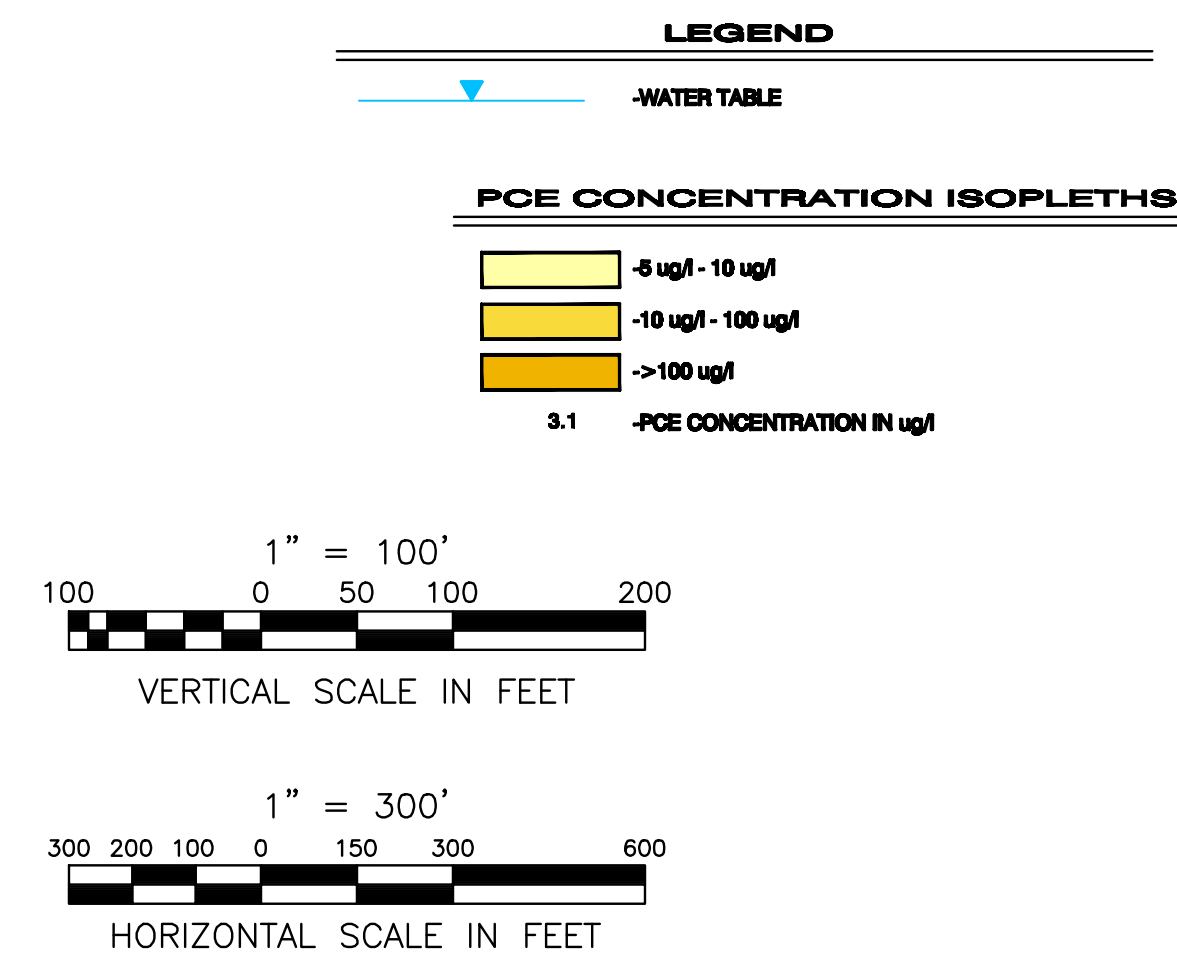 LEGEND
-WATER TABLE
PCE CONCENTRATION ISOPLETHS
-5 ug/l - 10 ug/l
-10 ug/l - 100 ug/l
->100 ug/l
3.1 -PCE CONCENTRATION IN ug/l
1" = 100'
100 0 50 100 200
VERTICAL SCALE IN FEET
1" = 300'
300 200 100 0 150 300 600
HORIZONTAL SCALE IN FEET